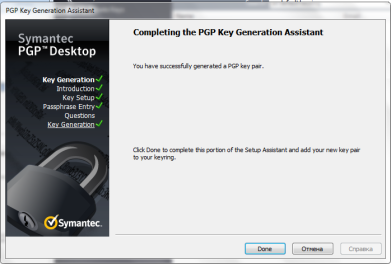 PGP Key Generation Assistant
Symantec
PGP™ Desktop
Key Generation
Introduction
Key Setup
Passphrase Entry
Questions
Key Generation
Symantec.
Completing the PGP Key Generation Assistant
You have successfully generated a PGP key pair.
Click Done to complete this portion of the Setup Assistant and add your new key pair
to your keyring.
Done
Отмена
Справка